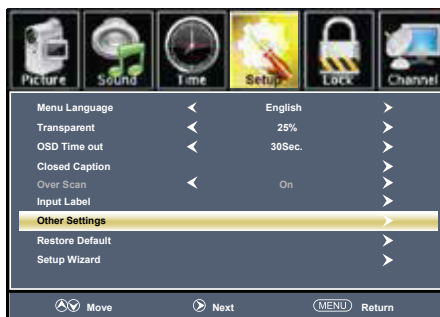 Picture Sound Time Setup Lock Channel
Menu Language English
Transparent 25%
OSD Time out 30Sec.
Closed Caption
Over Scan On
Input Label
Other Settings
Restore Default
Setup Wizard
Move Next MENU Return